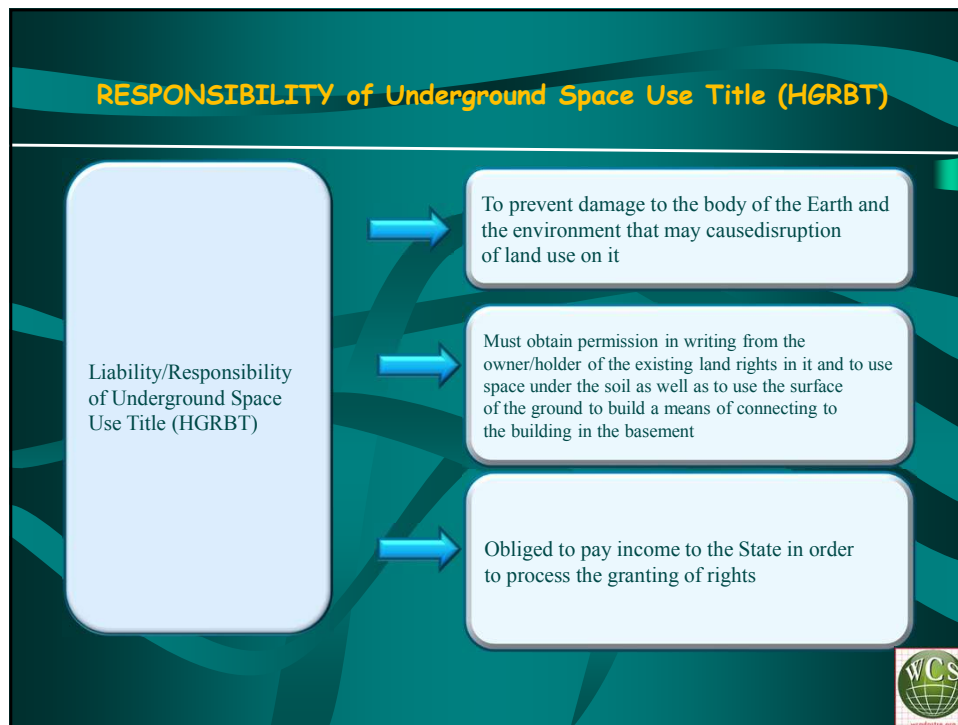 RESPONSIBILITY of Underground Space Use Title (HGRBT)
Liability/Responsibility
of Underground Space
Use Title (HGRBT)
To prevent damage to the body of the Earth and
the environment that may causedisruption
of land use on it
Must obtain permission in writing from the
owner/holder of the existing land rights in it and to use
space under the soil as well as to use the surface
of the ground to build a means of connecting to
the building in the basement
Obliged to pay income to the State in order
to process the granting of rights
WCS